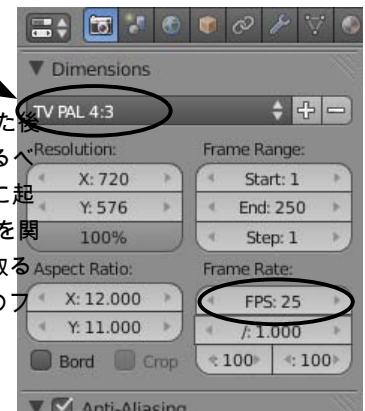 Dimensions
TV PAL 4:3
た後
るべ
に起
を関
取る
のフ
Resolution:
Frame Range:
X: 720
Start: 1
Y: 576
End: 250
100%
Step: 1
Aspect Ratio:
Frame Rate:
X: 12.000
FPS: 25
Y: 11.000
/: 1.000
Bord
Crop
: 100
: 100
Anti-Aliasing